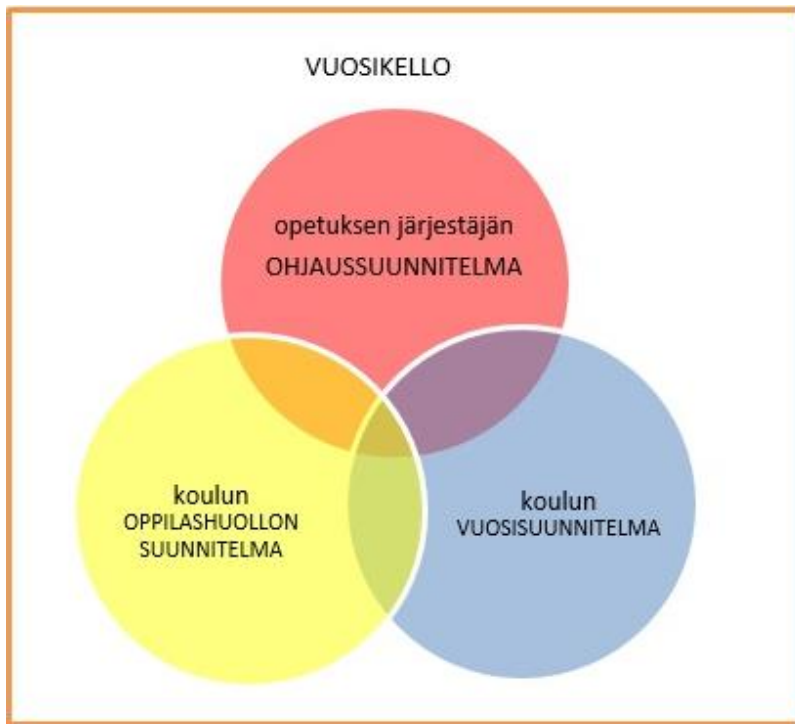 VUOSIKELLO
opetuksen järjestäjän
OHJAUSSUUNNITELMA
koulun
OPPILASHUOLLON
SUUNNITELMA
koulun
VUOSISUUNNITELMA